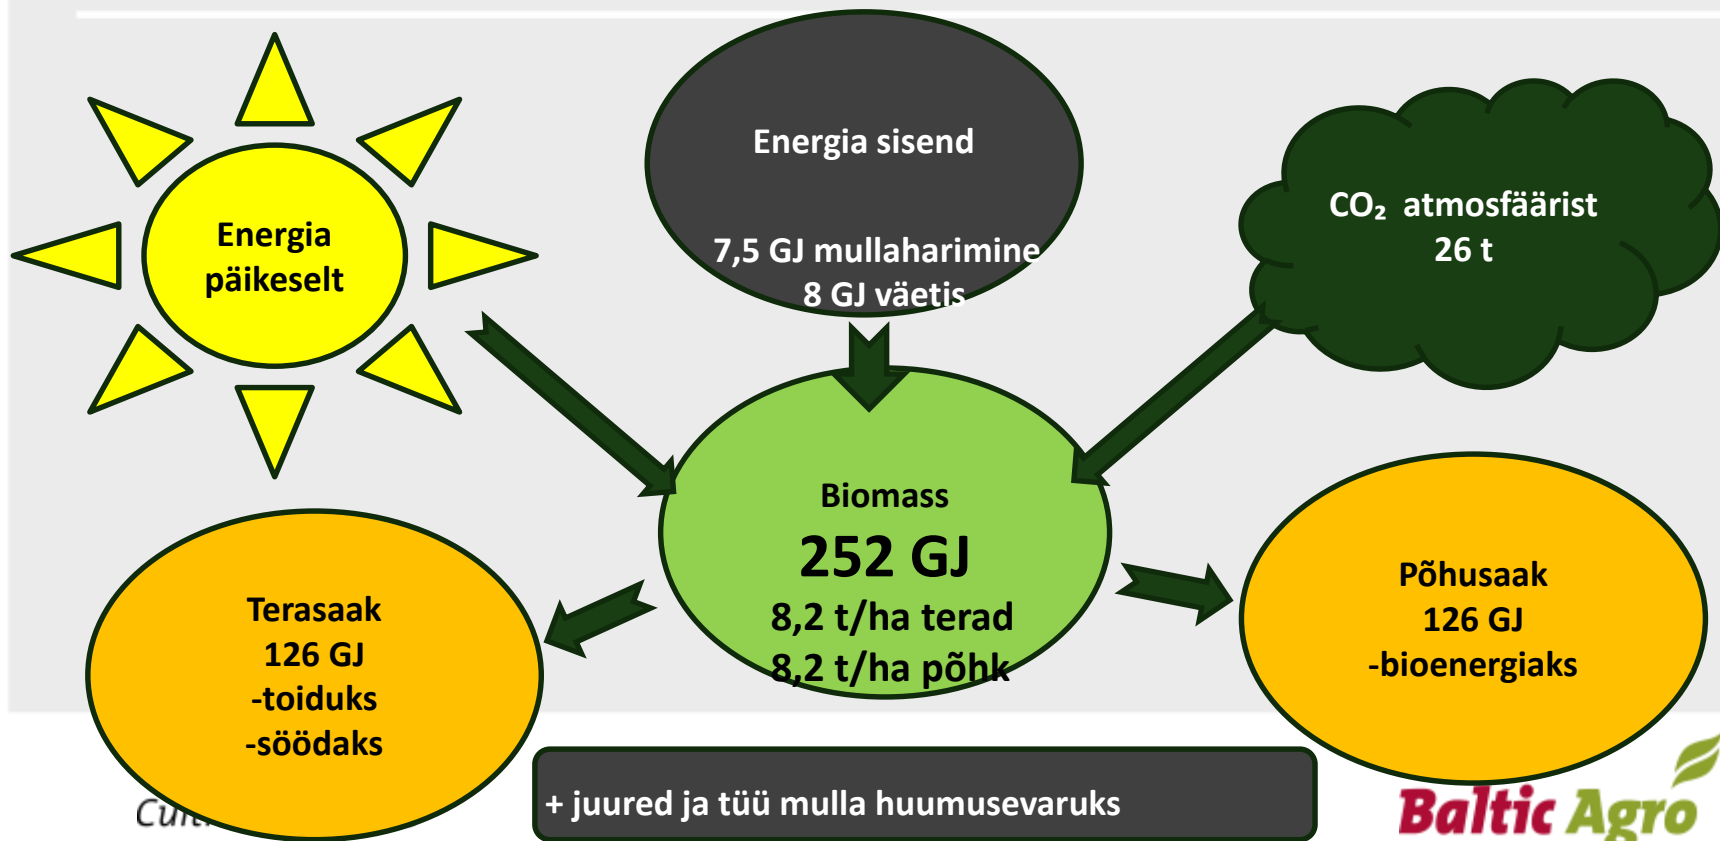 Energia sisend
7,5 GJ mullaharimine
8 GJ väetis
Energia
päikeselt
CO₂ atmosfäärist
26 t
Biomass
252 GJ
8,2 t/ha terad
8,2 t/ha põhk
Terasaak
126 GJ
-toiduks
-söödaks
Põhusaak
126 GJ
-bioenergiaks
+ juured ja tüü mulla huumusevaruks
Baltic Agro